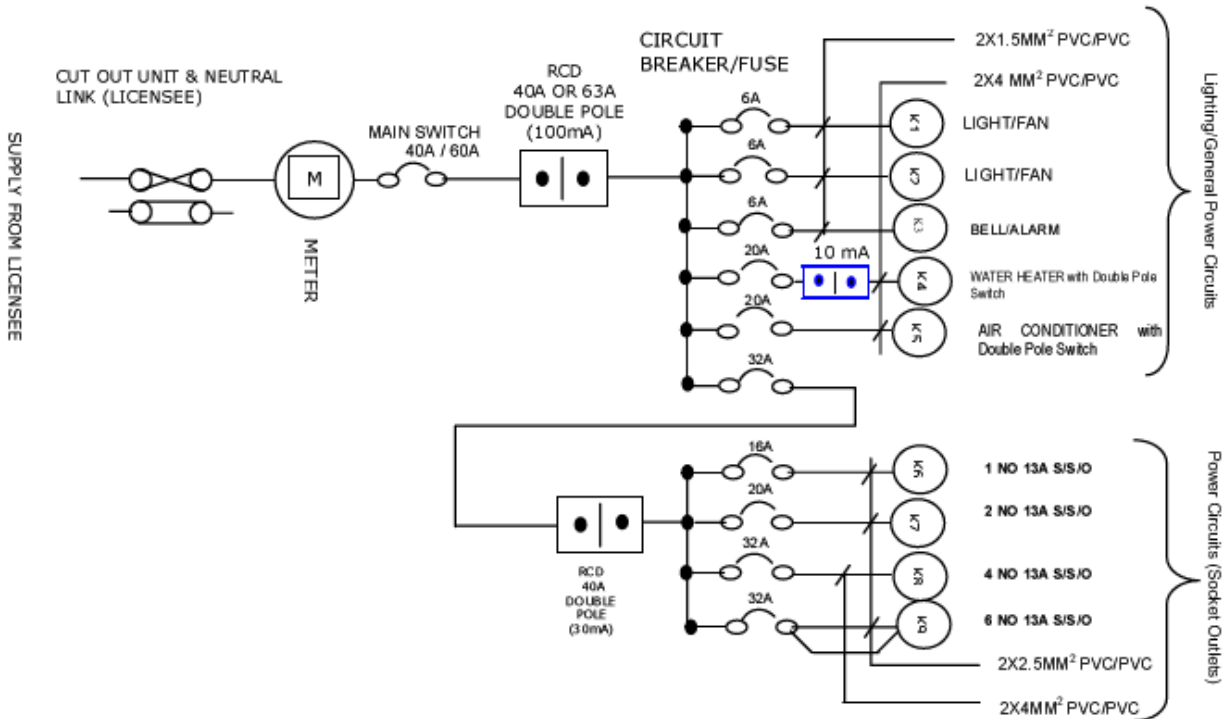 SUPPLY FROM LICENSEE
CUT OUT UNIT & NEUTRAL
LINK (LICENSEE)
M
METER
MAIN SWITCH
40A / 60A
RCD
40A OR 63A
DOUBLE POLE
(100mA)
CIRCUIT
BREAKER/FUSE
2X1.5MM² PVC/PVC
2X4 MM² PVC/PVC
6A
K1
LIGHT/FAN
6A
K2
LIGHT/FAN
6A
K3
BELL/ALARM
20A
10 mA
K4
WATER HEATER with Double Pole
Switch
20A
K5
AIR CONDITIONER with
Double Pole Switch
32A
Lighting/General Power Circuits
RCD
40A
DOUBLE
POLE
(30mA)
16A
K6
1 NO 13A S/S/O
20A
K7
2 NO 13A S/S/O
32A
K8
4 NO 13A S/S/O
32A
K9
6 NO 13A S/S/O
2X2.5MM² PVC/PVC
2X4MM² PVC/PVC
Power Circuits (Socket Outlets)